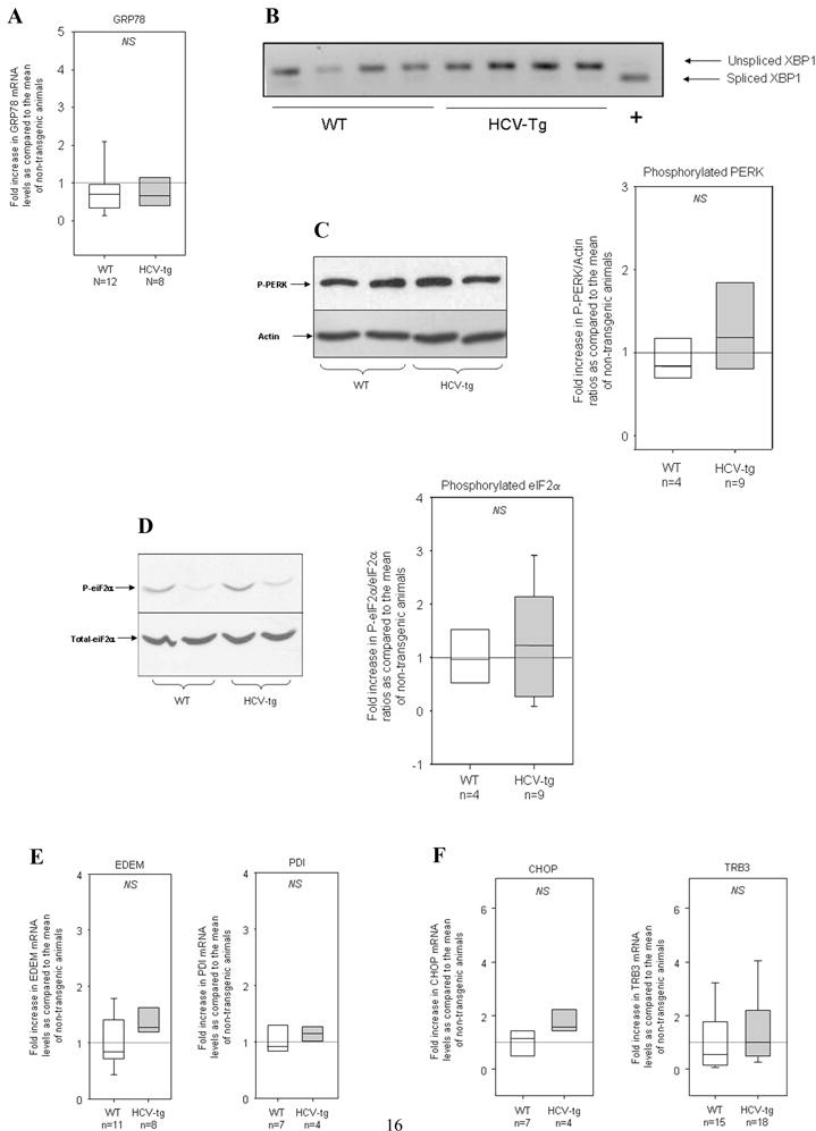 A
GRP78
NS
Fold increase in GRP78 mRNA
levels as compared to the mean
of non-transgenic animals
5
4
3
2
1
0
WT
N=12
HCV-tg
N=8
B
Unspliced XBP1
Spliced XBP1
WT
HCV-Tg
+
C
P-PERK
Actin
WT
HCV-tg
Phosphorylated PERK
NS
Fold increase in P-PERK/Actin
ratios as compared to the mean
of non-transgenic animals
3
2
1
0
WT
n=4
HCV-tg
n=9
D
P-eiF2α
Total-eiF2α
WT
HCV-tg
Phosphorylated eIF2α
NS
Fold increase in P-eIF2α/eIF2α
ratios as compared to the mean
of non-transgenic animals
4
3
2
1
0
-1
WT
n=4
HCV-tg
n=9
E
EDEM
NS
Fold increase in EDEM mRNA
levels as compared to the mean
of non-transgenic animals
4
3
2
1
0
WT
n=11
HCV-tg
n=8
PDI
NS
Fold increase in PDI mRNA
levels as compared to the mean
of non-transgenic animals
4
3
2
1
0
WT
n=7
HCV-tg
n=4
F
CHOP
NS
Fold increase in CHOP mRNA
levels as compared to the mean
of non-transgenic animals
6
4
2
0
WT
n=7
HCV-tg
n=4
TRB3
NS
Fold increase in TRB3 mRNA
levels as compared to the mean
of non-transgenic animals
6
4
2
0
WT
n=15
HCV-tg
n=18
16